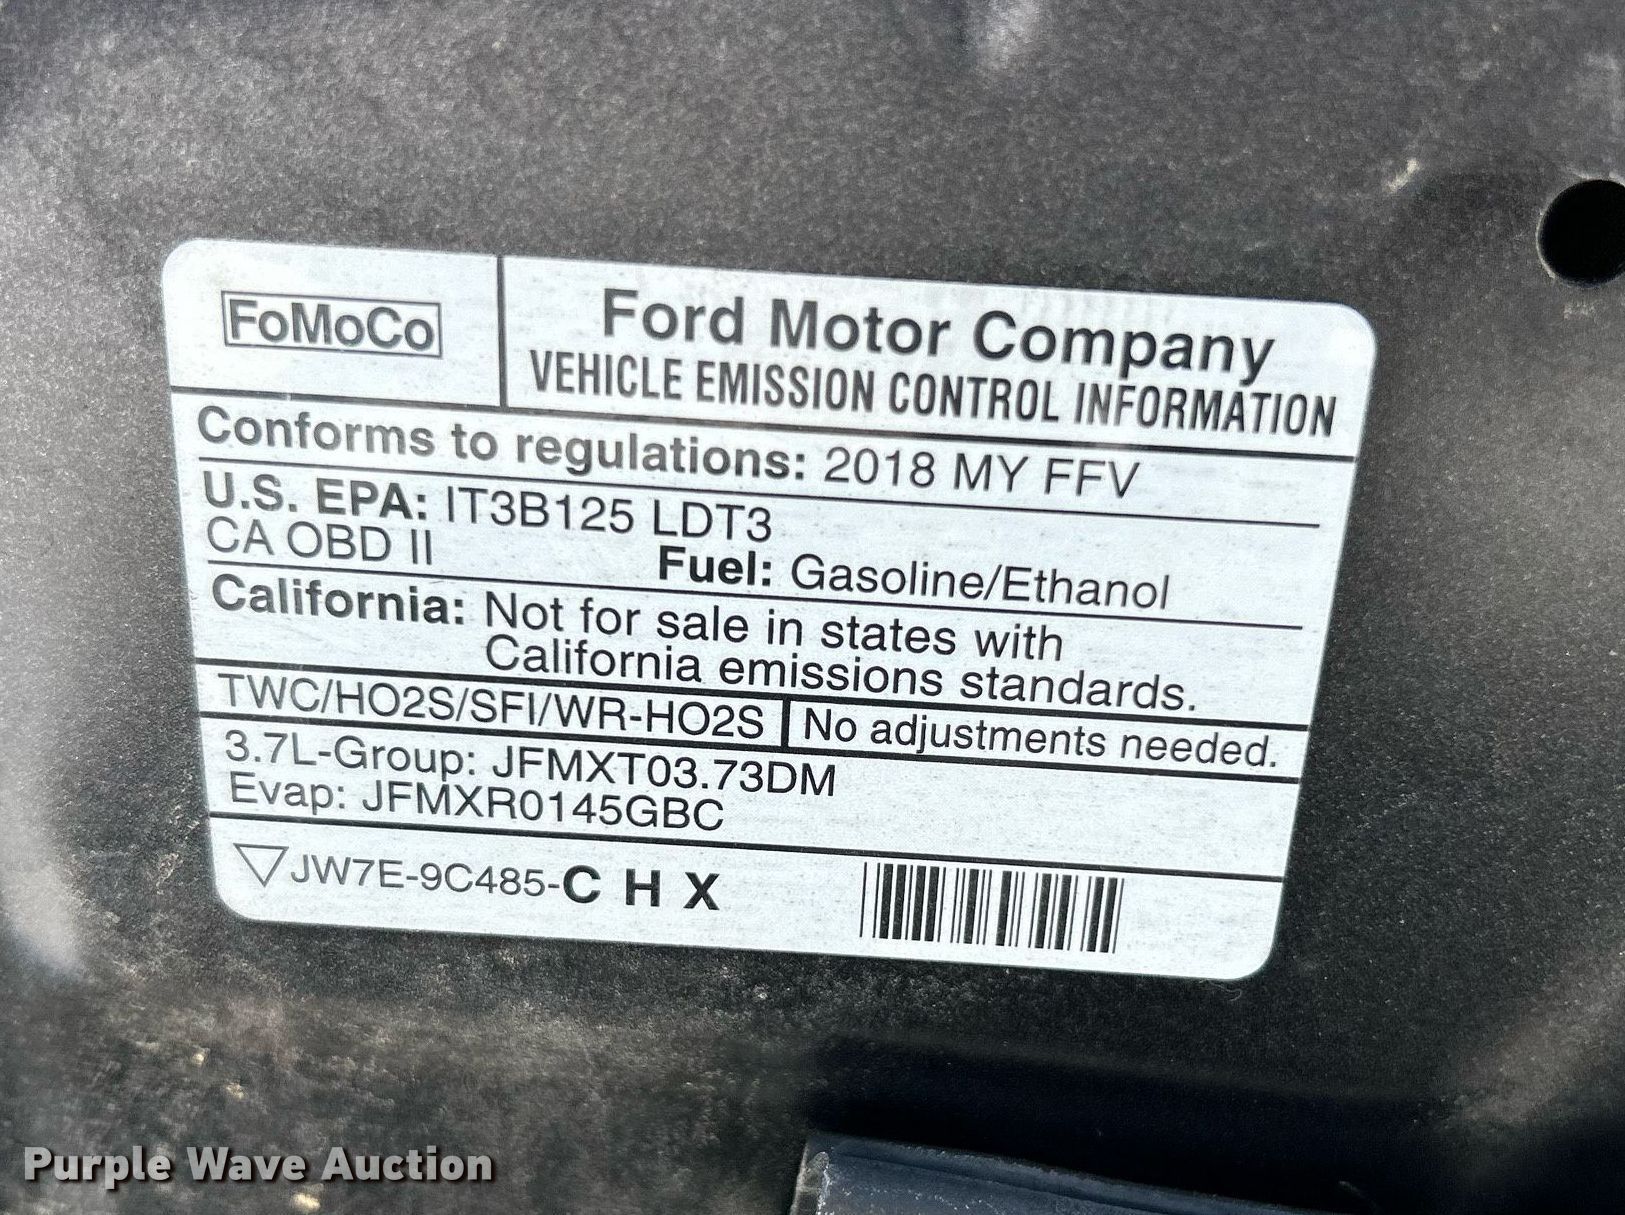 FoMoCo
Ford Motor Company
VEHICLE EMISSION CONTROL INFORMATION
Conforms to regulations: 2018 MY FFV
U.S. EPA: IT3B125 LDT3
CA OBD II
Fuel: Gasoline/Ethanol
California: Not for sale in states with
California emissions standards.
TWC/HO2S/SFI/WR-HO2S
No adjustments needed.
3.7L-Group: JFMXT03.73DM
Evap: JFMXR0145GBC
JW7E-9C485-C H X
Purple Wave Auction